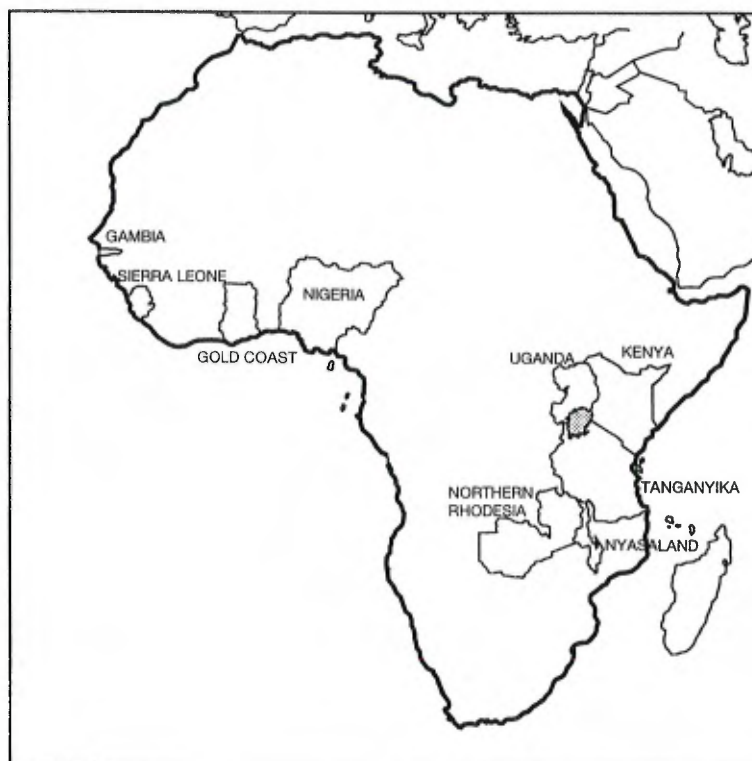 GAMBIA
SIERRA LEONE
NIGERIA
GOLD COAST
UGANDA
KENYA
TANGANYIKA
NORTHERN
RHODESIA
NYASALAND